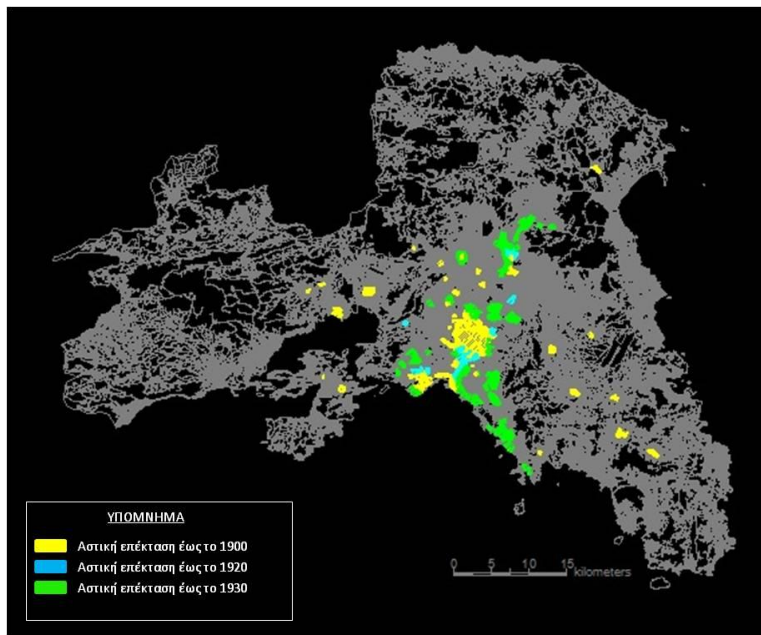 ΥΠΟΜΝΗΜΑ
Αστική επέκταση έως το 1900
Αστική επέκταση έως το 1920
Αστική επέκταση έως το 1930
0 5 10 15
kilometers